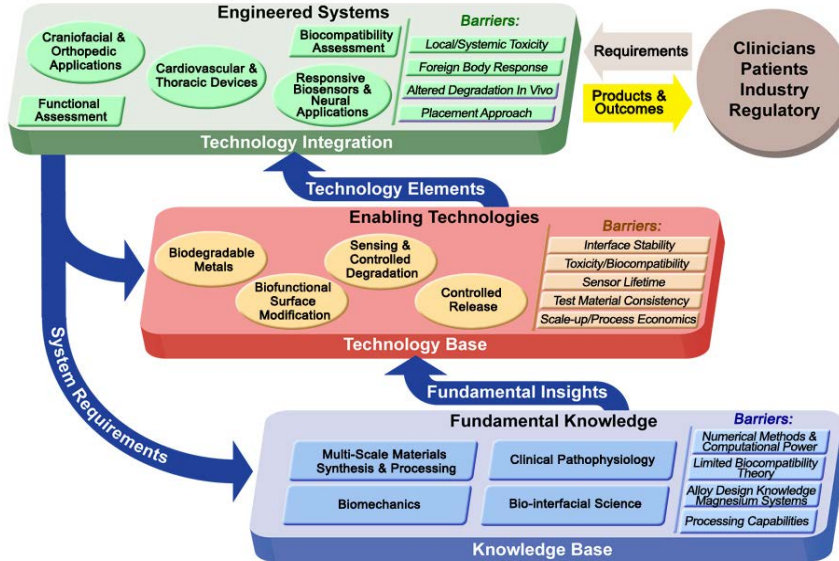 Engineered Systems
Craniofacial &
Orthopedic
Applications
Cardiovascular &
Thoracic Devices
Biocompatibility
Assessment
Responsive
Biosensors &
Neural Applications
Functional
Assessment
Barriers:
Local/Systemic Toxicity
Foreign Body Response
Altered Degradation In Vivo
Placement Approach
Technology Integration
Requirements
Products &
Outcomes
Clinicians
Patients
Industry
Regulatory
Technology Elements
Enabling Technologies
Biodegradable
Metals
Biofunctional
Surface
Modification
Sensing &
Controlled
Degradation
Controlled
Release
Barriers:
Interface Stability
Toxicity/Biocompatibility
Sensor Lifetime
Test Material Consistency
Scale-up/Process Economics
Technology Base
System Requirements
Fundamental Insights
Fundamental Knowledge
Multi-Scale Materials
Synthesis & Processing
Clinical Pathophysiology
Biomechanics
Bio-interfacial Science
Barriers:
Numerical Methods &
Computational Power
Limited Biocompatibility
Theory
Alloy Design Knowledge
Magnesium Systems
Processing Capabilities
Knowledge Base